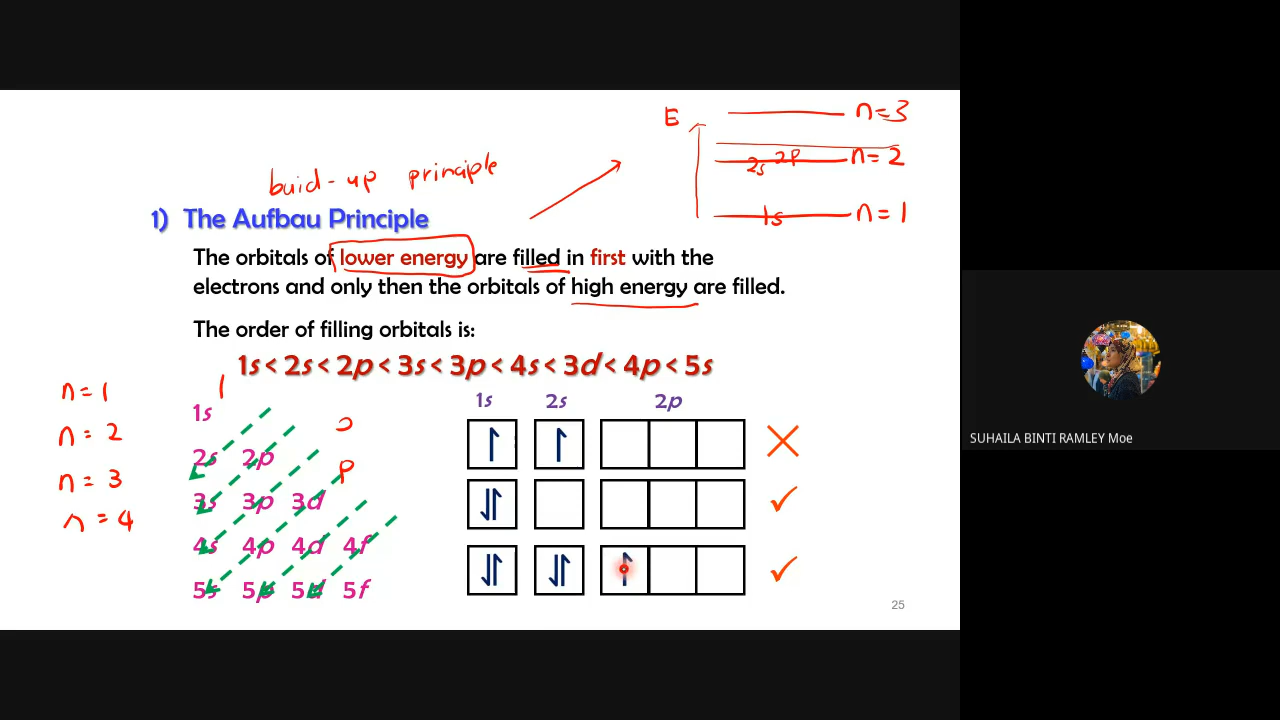 E
n=3
2s 2p n=2
1s n=1
buid-up principle
1) The Aufbau Principle
The orbitals of lower energy are filled in first with the
electrons and only then the orbitals of high energy are filled.
The order of filling orbitals is:
1s < 2s < 2p < 3s < 3p < 4s < 3d < 4p < 5s
n=1
n=2
n=3
n=4
1s
2s 2p
3s 3p 3d
4s 4p 4d 4f
5s 5p 5d 5f
P
1s 2s 2p
25
SUHAILA BINTI RAMLEY Moe